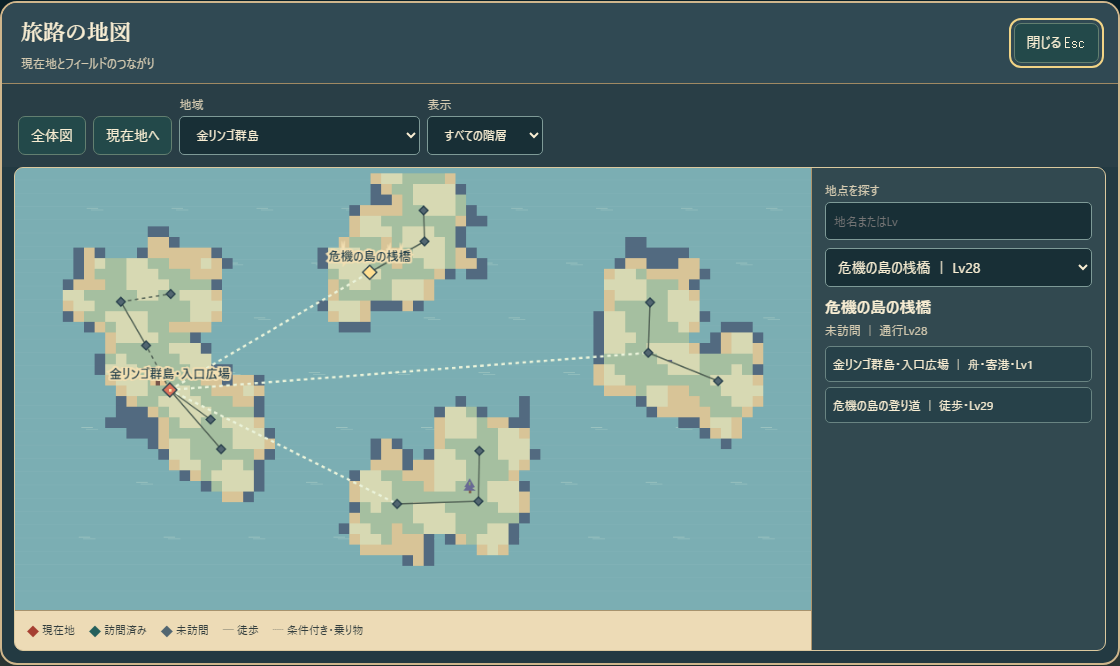 旅路の地図
現在地とフィールドのつながり
閉じる Esc
地域
表示
全体図
現在地へ
金リンゴ群島
すべての階層
危機の島の桟橋
金リンゴ群島・入口広場
地点を探す
地名またはLv
危機の島の桟橋 | Lv28
危機の島の桟橋
未訪問 | 通行Lv28
金リンゴ群島・入口広場 | 舟・寄港・Lv1
危機の島の登り道 | 徒歩・Lv29
現在地 訪問済み 未訪問 徒歩 条件付き・乗り物